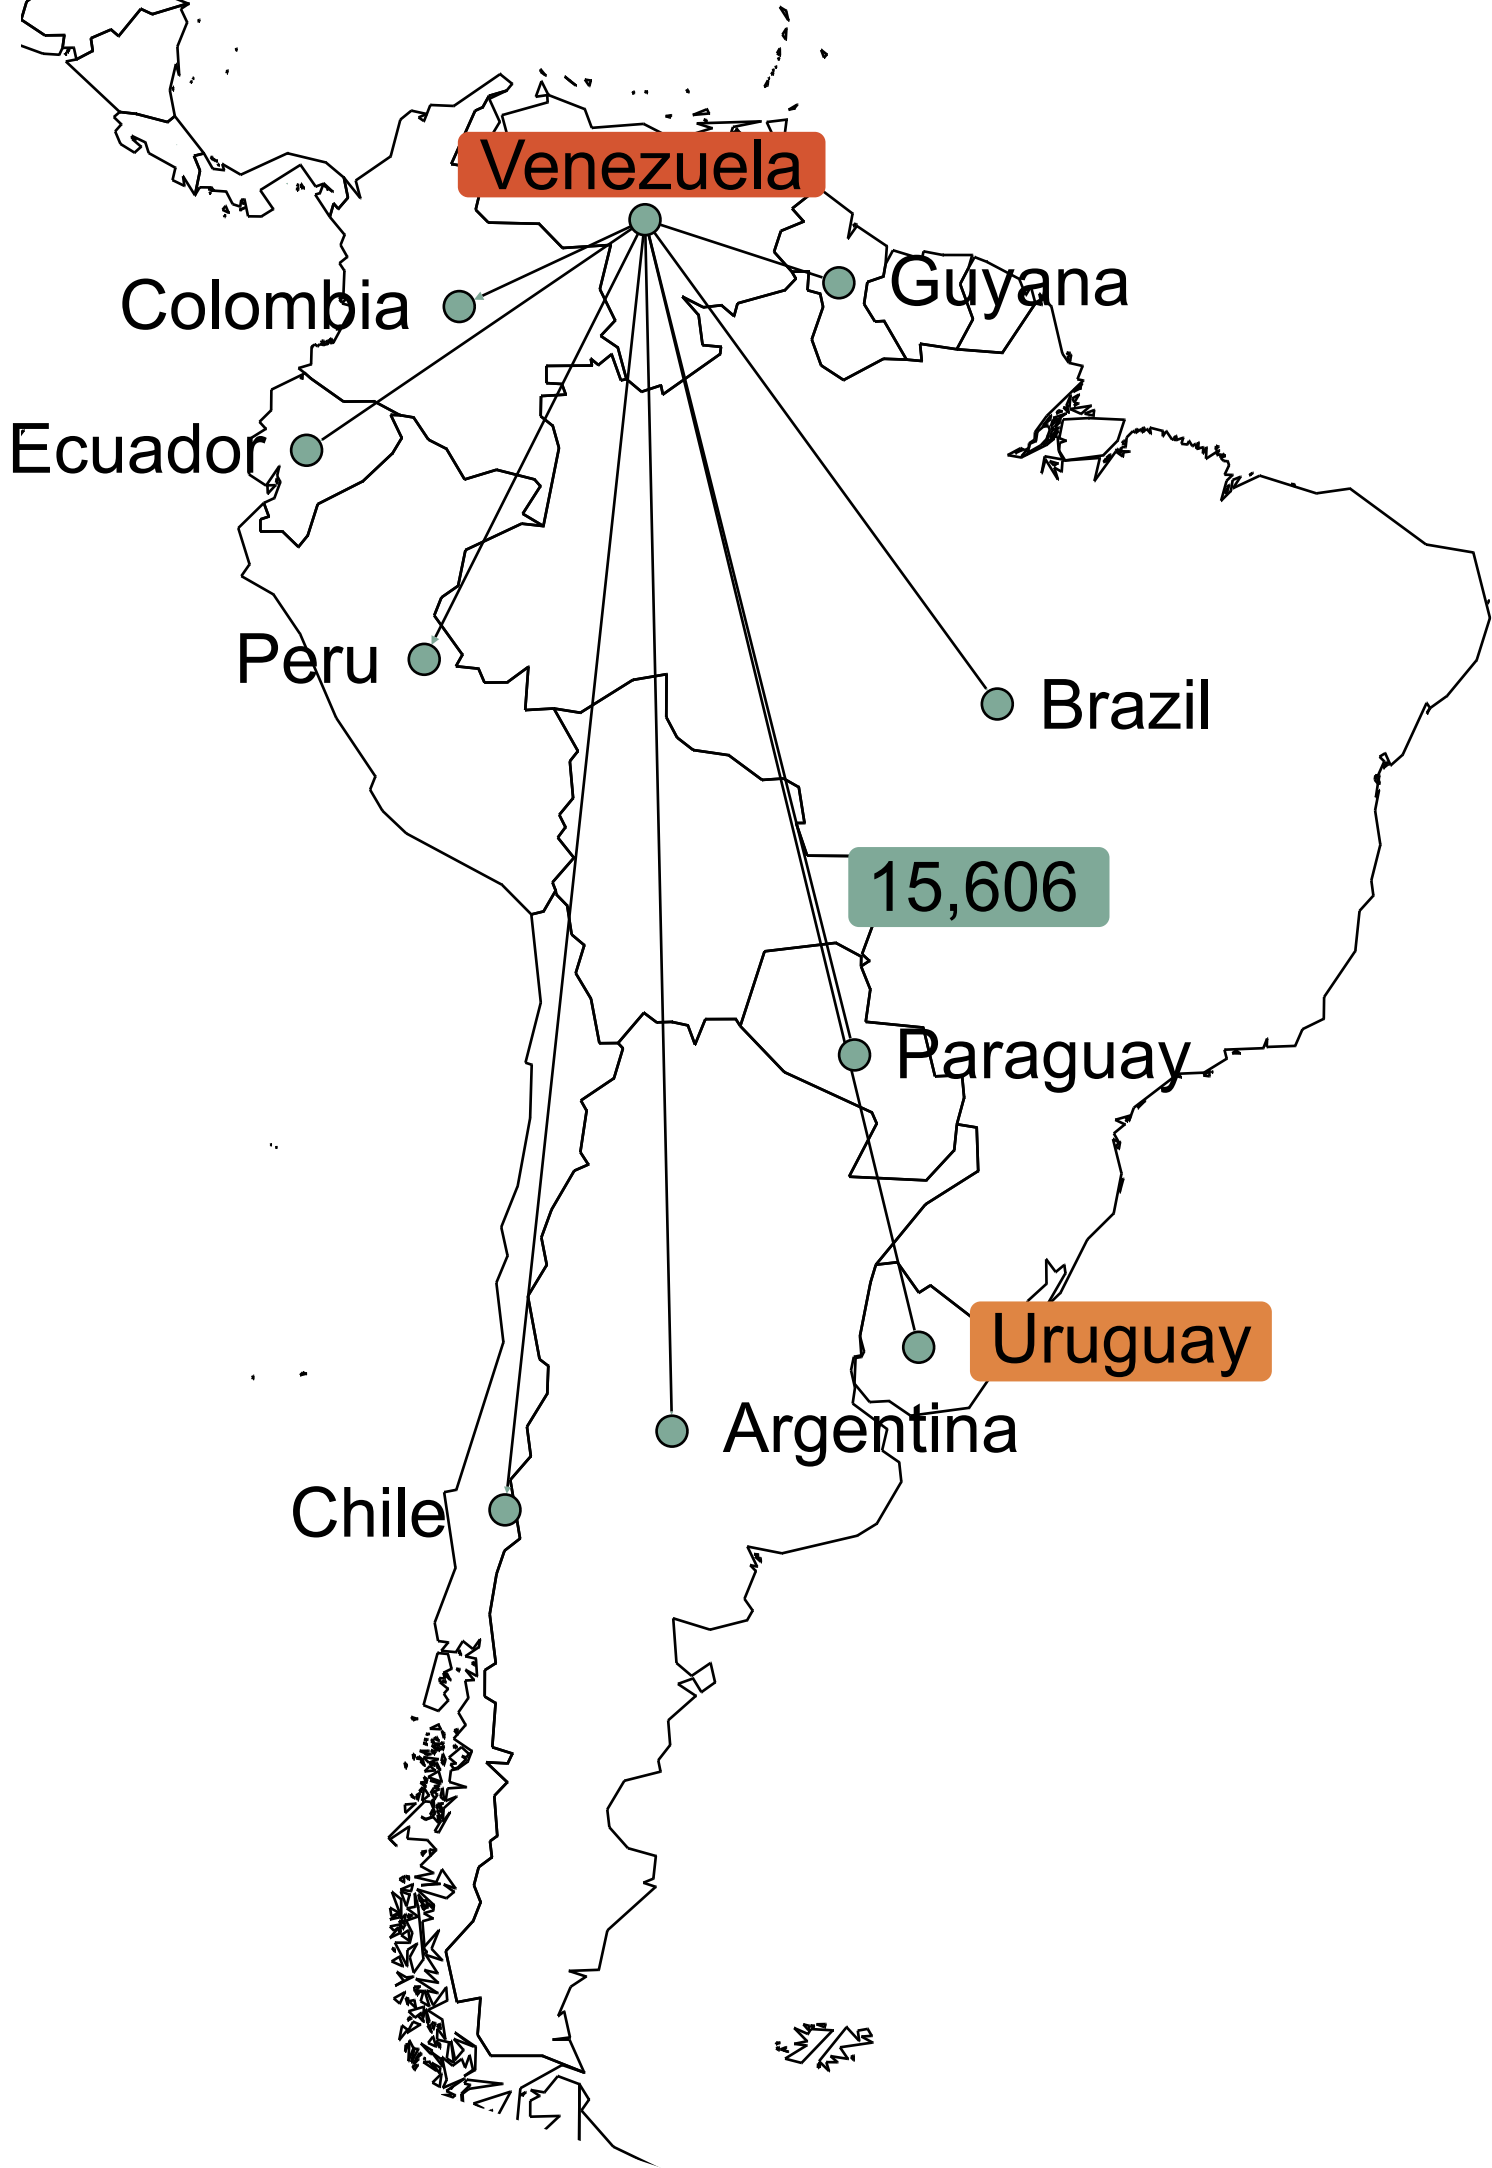 Venezuela
Guyana
Colombia
Ecuador
Peru
Brazil
15,606
Paraguay
Uruguay
Argentina
Chile